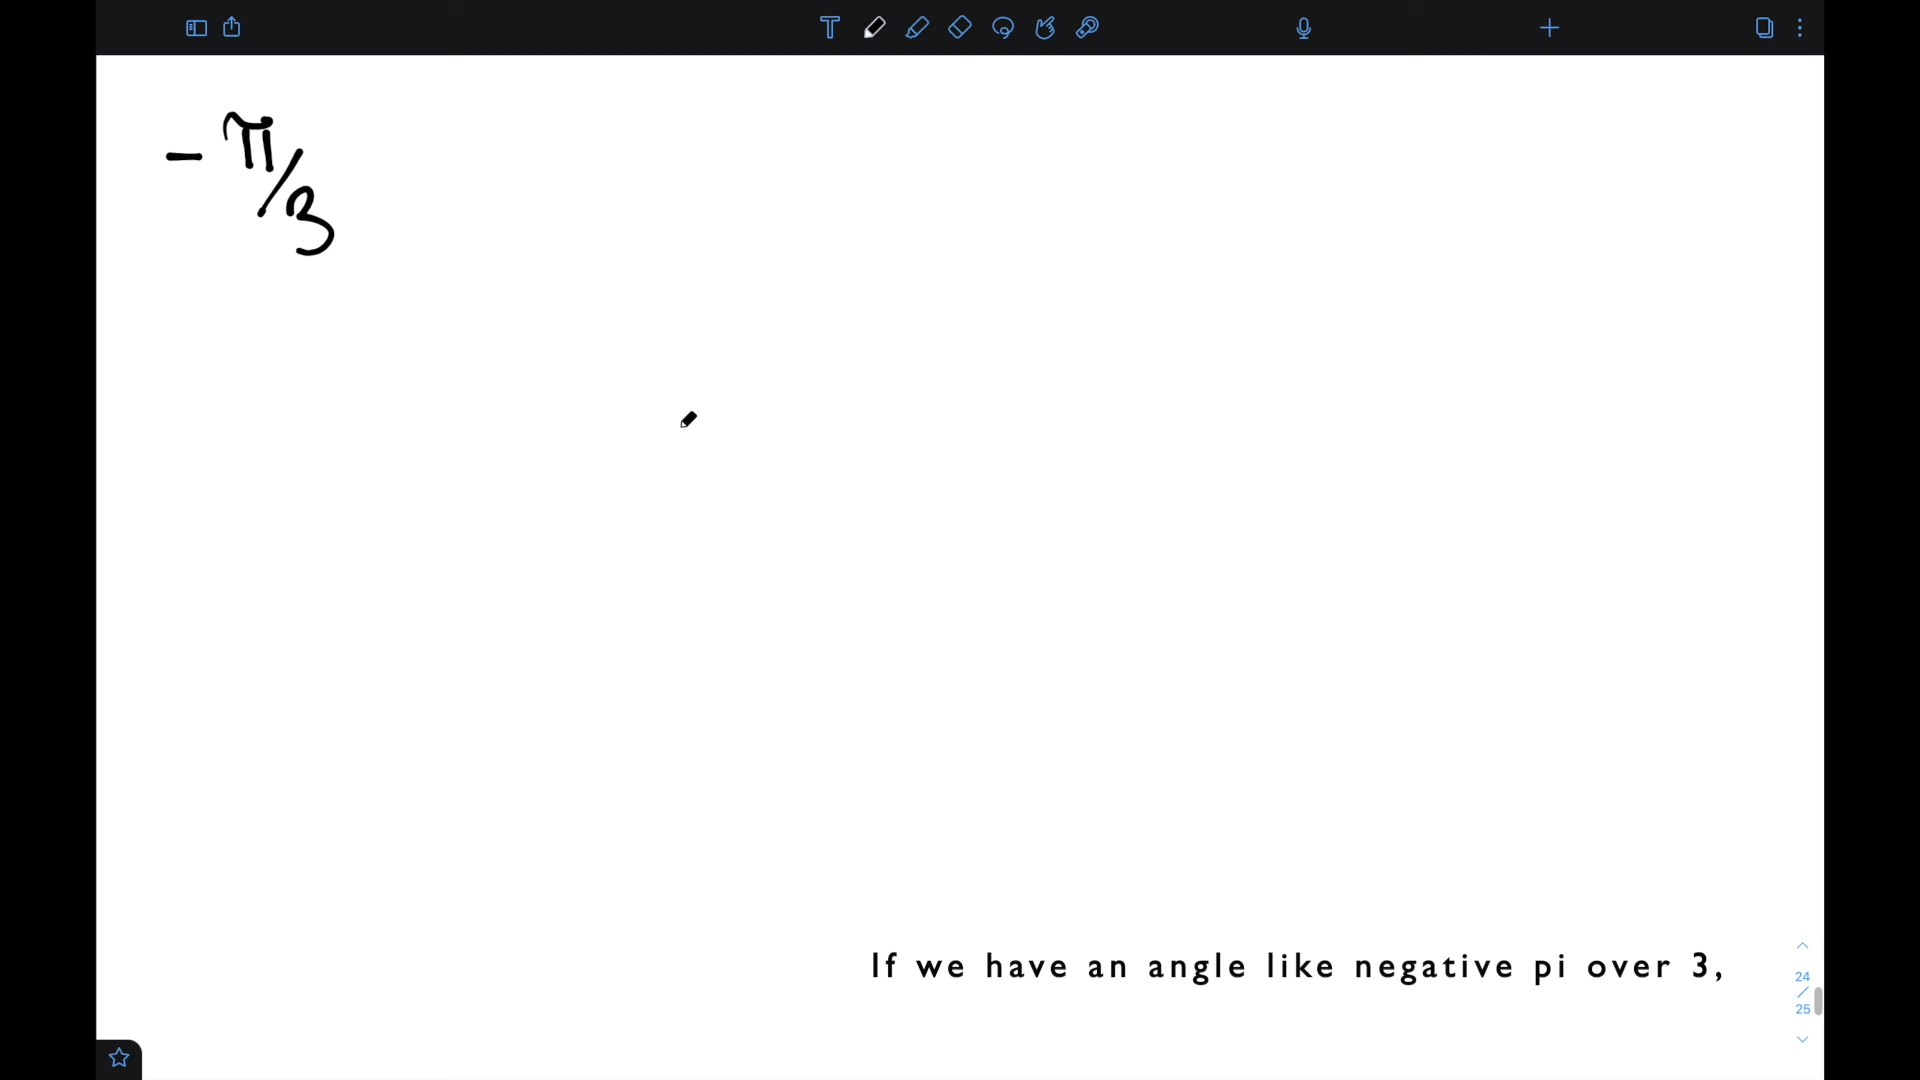 - π/3
If we have an angle like negative pi over 3,
24
/
25